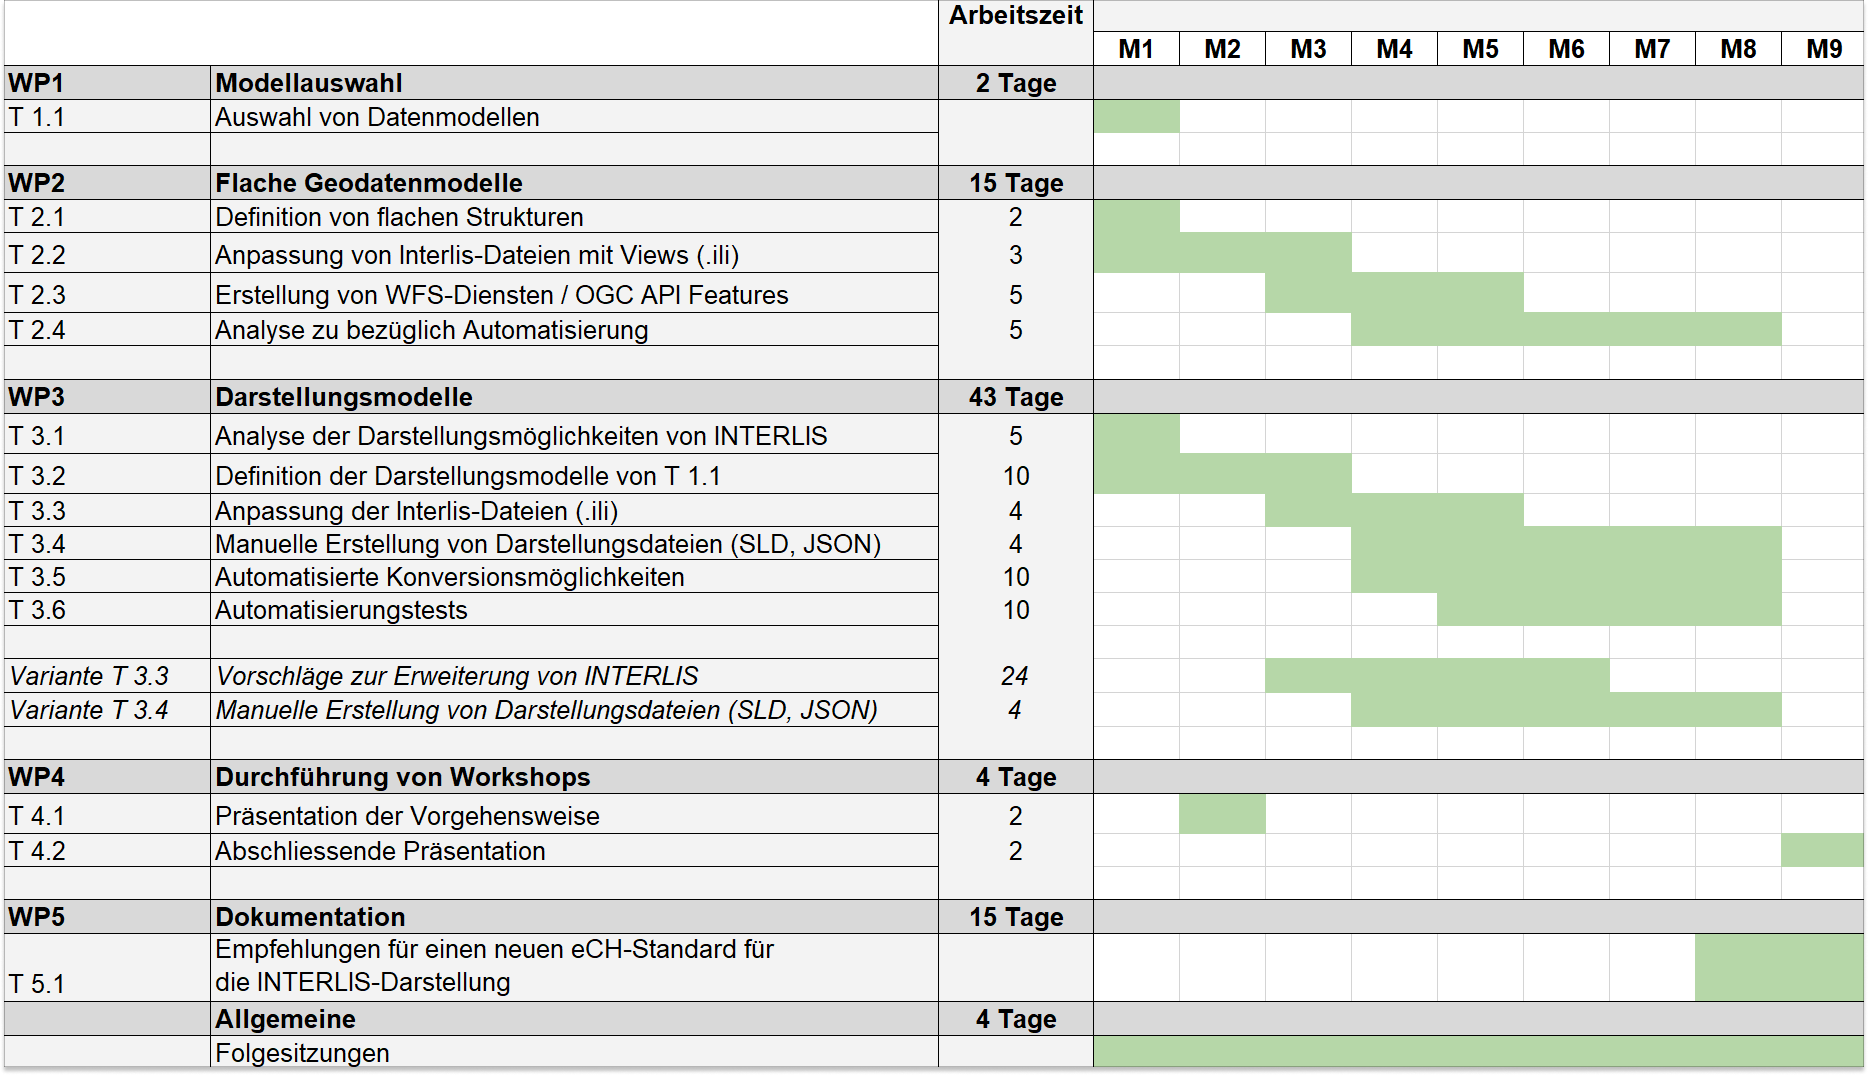 Arbeitszeit
M1 M2 M3 M4 M5 M6 M7 M8 M9
WP1 Modellauswahl 2 Tage
T 1.1 Auswahl von Datenmodellen
WP2 Flache Geodatenmodelle 15 Tage
T 2.1 Definition von flachen Strukturen 2
T 2.2 Anpassung von Interlis-Dateien mit Views (.ili) 3
T 2.3 Erstellung von WFS-Diensten / OGC API Features 5
T 2.4 Analyse zu bezüglich Automatisierung 5
WP3 Darstellungsmodelle 43 Tage
T 3.1 Analyse der Darstellungsmöglichkeiten von INTERLIS 5
T 3.2 Definition der Darstellungsmodelle von T 1.1 10
T 3.3 Anpassung der Interlis-Dateien (.ili) 4
T 3.4 Manuelle Erstellung von Darstellungsdateien (SLD, JSON) 4
T 3.5 Automatisierte Konversionsmöglichkeiten 10
T 3.6 Automatisierungstests 10
Variante T 3.3 Vorschläge zur Erweiterung von INTERLIS 24
Variante T 3.4 Manuelle Erstellung von Darstellungsdateien (SLD, JSON) 4
WP4 Durchführung von Workshops 4 Tage
T 4.1 Präsentation der Vorgehensweise 2
T 4.2 Abschliessende Präsentation 2
WP5 Dokumentation 15 Tage
Empfehlungen für einen neuen eCH-Standard für
T 5.1 die INTERLIS-Darstellung
Allgemeine 4 Tage
Folgesitzungen